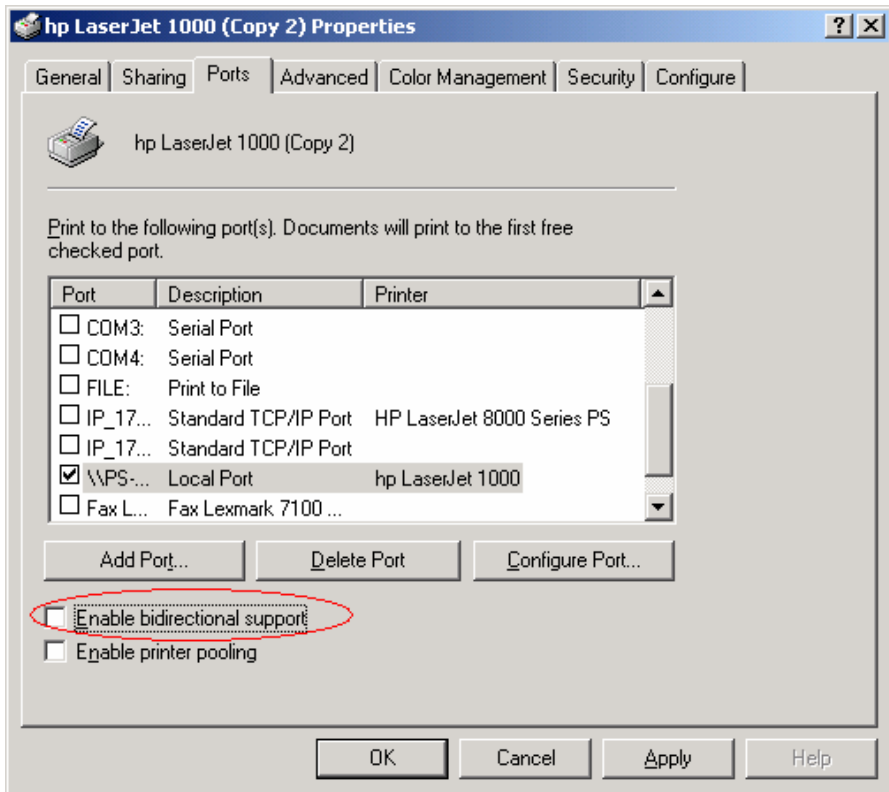 hp LaserJet 1000 (Copy 2) Properties
General Sharing Ports Advanced Color Management Security Configure
hp LaserJet 1000 (Copy 2)
Print to the following port(s). Documents will print to the first free
checked port.
Port Description Printer
COM3: Serial Port
COM4: Serial Port
FILE: Print to File
IP_17... Standard TCP/IP Port HP LaserJet 8000 Series PS
IP_17... Standard TCP/IP Port
\\PS-... Local Port hp LaserJet 1000
Fax L... Fax Lexmark 7100 ...
Add Port... Delete Port Configure Port...
Enable bidirectional support
Enable printer pooling
OK Cancel Apply Help